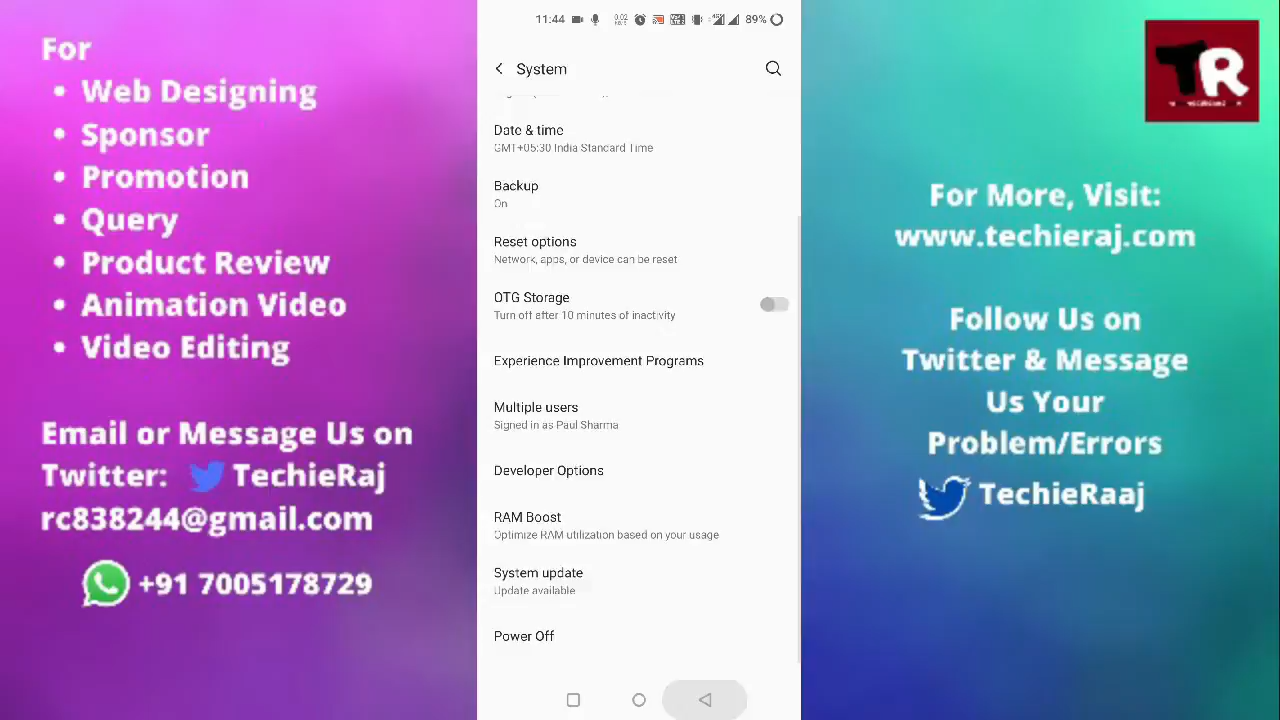 For
• Web Designing
• Sponsor
• Promotion
• Query
• Product Review
• Animation Video
• Video Editing
Email or Message Us on
Twitter: TechieRaj
rc838244@gmail.com
+91 7005178729
11:44
0.02
89%
System
Date & time
GMT+05:30 India Standard Time
Backup
On
Reset options
Network, apps, or device can be reset
OTG Storage
Turn off after 10 minutes of inactivity
Experience Improvement Programs
Multiple users
Signed in as Paul Sharma
Developer Options
RAM Boost
Optimize RAM utilization based on your usage
System update
Update available
Power Off
TR
For More, Visit:
www.techieraj.com
Follow Us on
Twitter & Message
Us Your
Problem/Errors
TechieRaaj